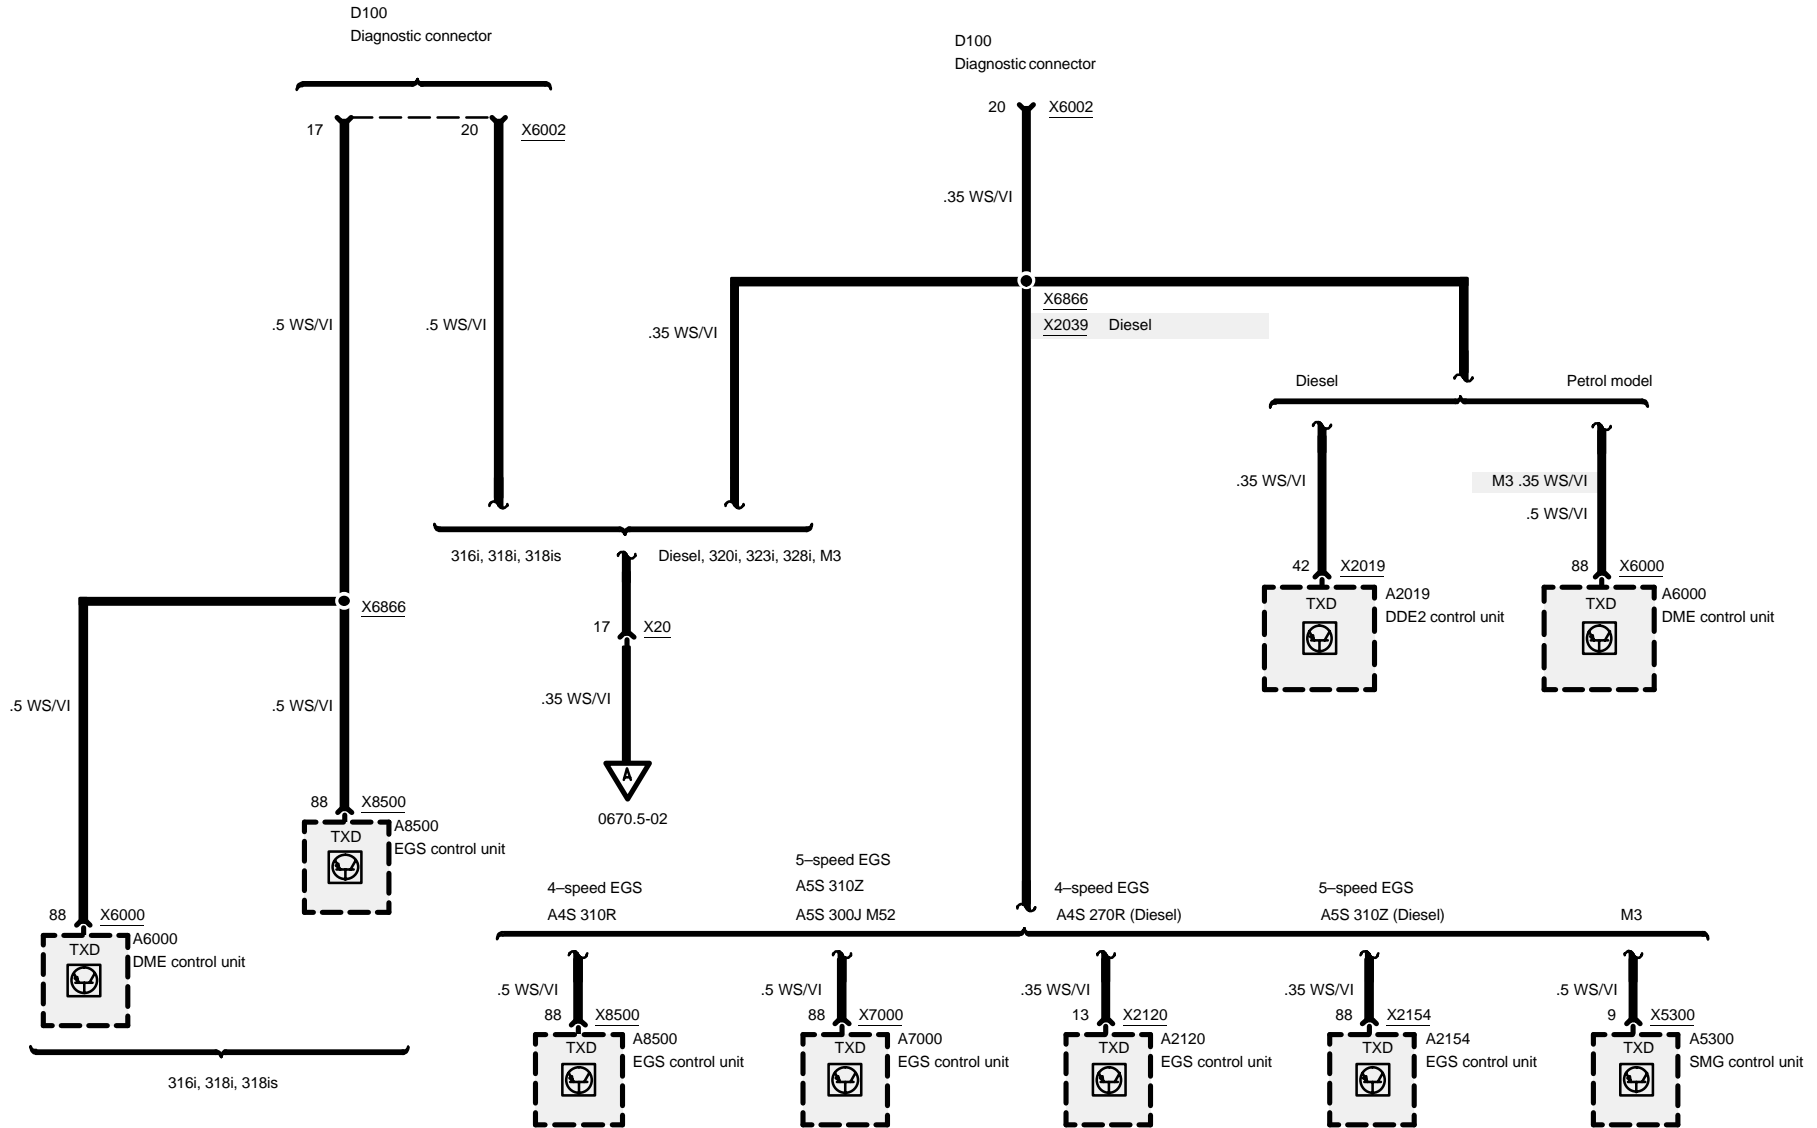 D100
Diagnostic connector
D100
Diagnostic connector
20 X6002
17 20 X6002
.35 WS/VI
X6866
X2039 Diesel
.5 WS/VI .5 WS/VI .35 WS/VI
Diesel Petrol model
.35 WS/VI M3 .35 WS/VI
.5 WS/VI
316i, 318i, 318is Diesel, 320i, 323i, 328i, M3
42 X2019 88 X6000
TXD A2019 TXD A6000
DDE2 control unit DME control unit
X6866
17 X20
.5 WS/VI .5 WS/VI .35 WS/VI
A
0670.5-02
88 X8500
TXD A8500
EGS control unit
88 X6000
TXD A6000
DME control unit
316i, 318i, 318is
4–speed EGS
A4S 310R
5–speed EGS
A5S 310Z
A5S 300J M52
4–speed EGS
A4S 270R (Diesel)
5–speed EGS
A5S 310Z (Diesel)
M3
.5 WS/VI .5 WS/VI .35 WS/VI .35 WS/VI .5 WS/VI
88 X8500 88 X7000 13 X2120 88 X2154 9 X5300
TXD A8500 TXD A7000 TXD A2120 TXD A2154 TXD A5300
EGS control unit EGS control unit EGS control unit EGS control unit SMG control unit